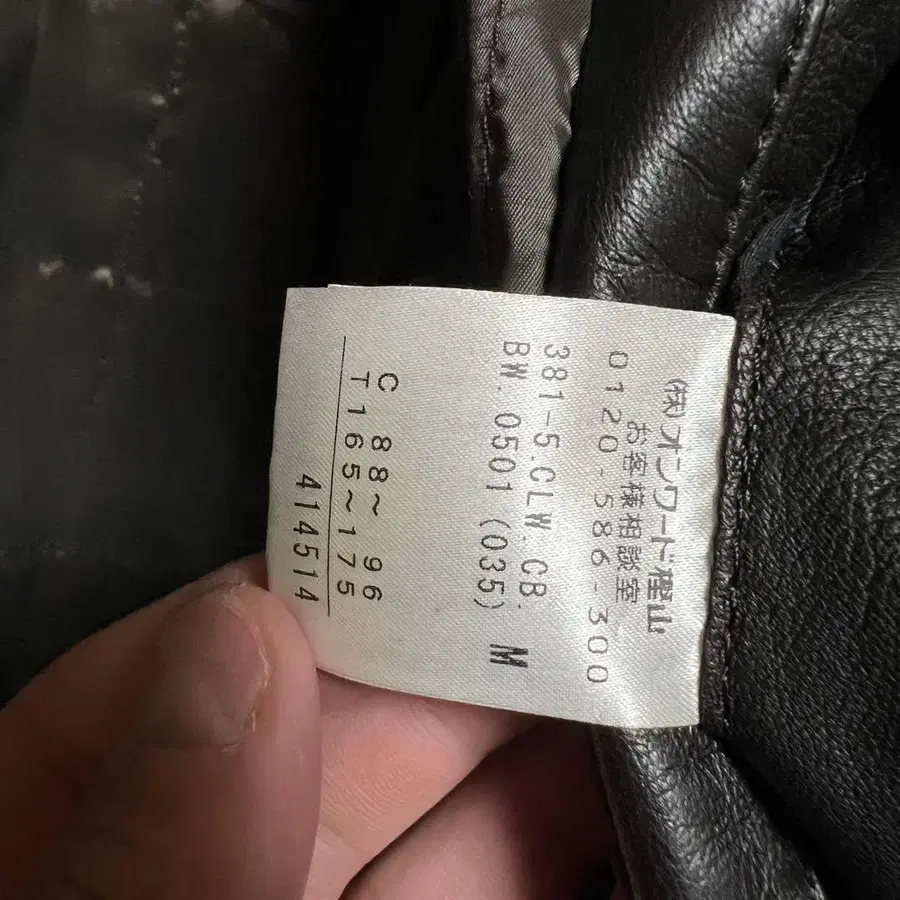 ㈱オンワード樫山
お客様相談室
0120-586-300
381-5.CLW.CB.
BW.0501(035) M
C 88~ 96
T165~175
414514